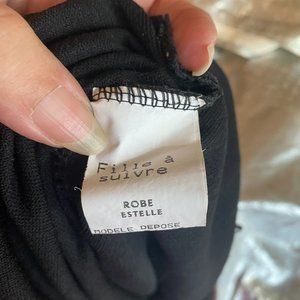 Fille à
suivre
ROBE
ESTELLE
MODELE DEPOSE